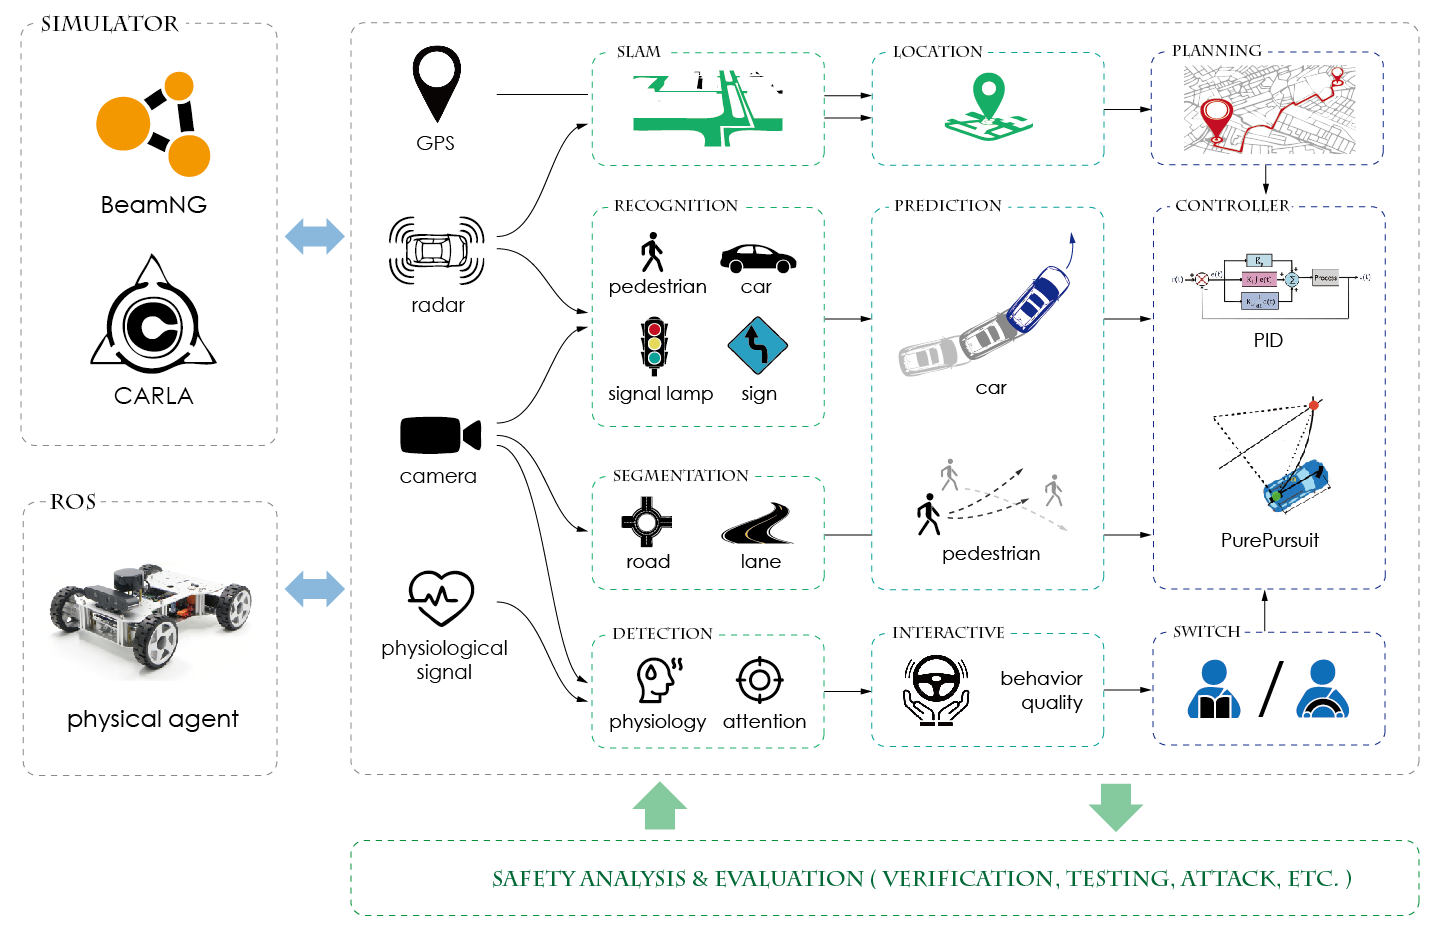 SIMULATOR
BeamNG
CARLA
ROS
physical agent
GPS
radar
camera
physiological
signal
SLAM
LOCATION
PLANNING
RECOGNITION
pedestrian
car
signal lamp
sign
PREDICTION
car
pedestrian
CONTROLLER
e(t)
Process
PID
PurePursuit
SEGMENTATION
road
lane
DETECTION
physiology
attention
INTERACTIVE
behavior
quality
SWITCH
SAFETY ANALYSIS & EVALUATION ( VERIFICATION, TESTING, ATTACK, ETC. )